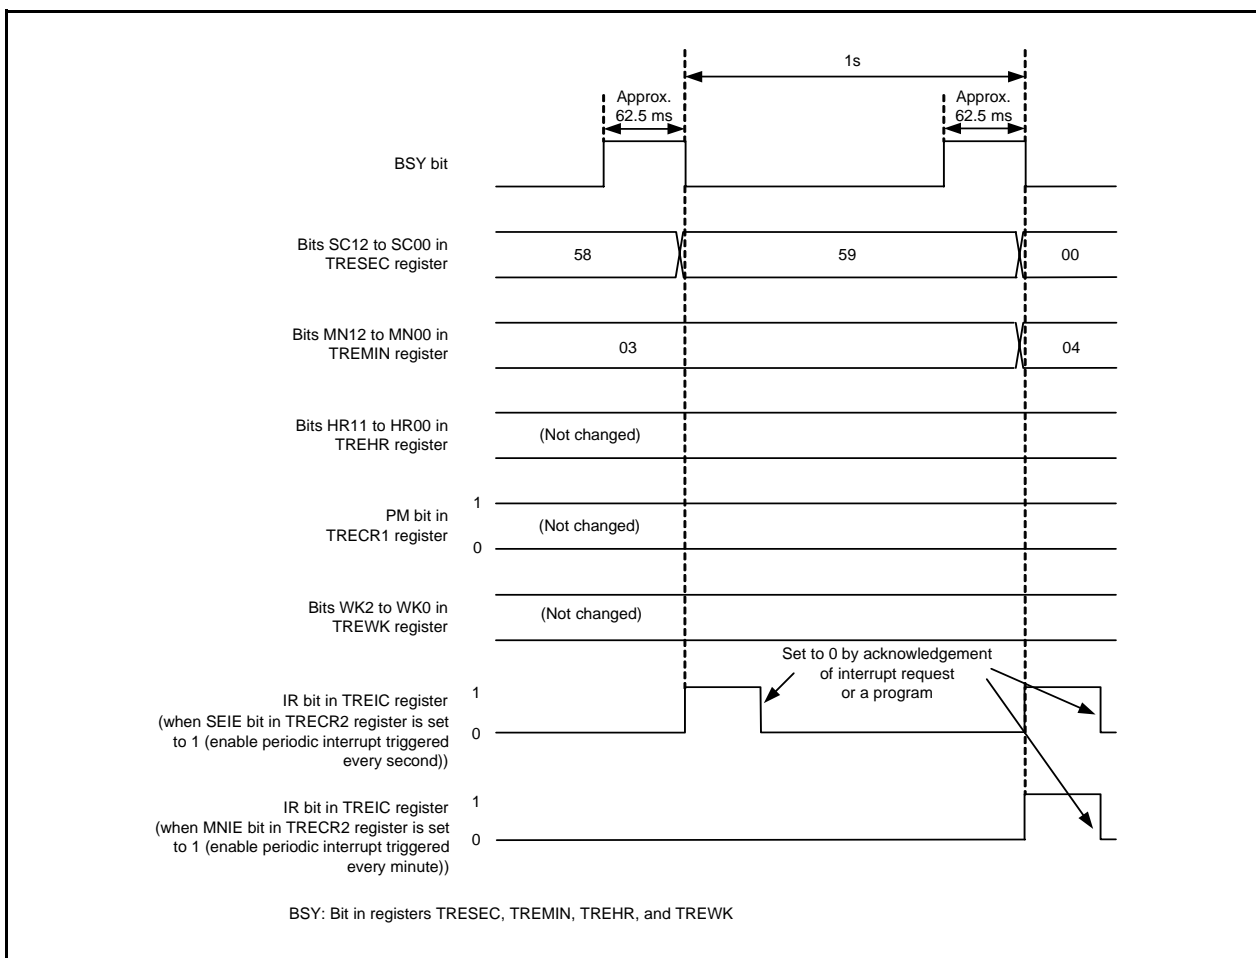 1s
Approx.
62.5 ms
Approx.
62.5 ms
BSY bit
Bits SC12 to SC00 in
TRESEC register
58
59
00
Bits MN12 to MN00 in
TREMIN register
03
04
Bits HR11 to HR00 in
TREHR register
(Not changed)
PM bit in
TRECR1 register
1
0
(Not changed)
Bits WK2 to WK0 in
TREWK register
(Not changed)
Set to 0 by acknowledgement
of interrupt request
or a program
IR bit in TREIC register
(when SEIE bit in TRECR2 register is set
to 1 (enable periodic interrupt triggered
every second))
1
0
IR bit in TREIC register
(when MNIE bit in TRECR2 register is set
to 1 (enable periodic interrupt triggered
every minute))
1
0
BSY: Bit in registers TRESEC, TREMIN, TREHR, and TREWK